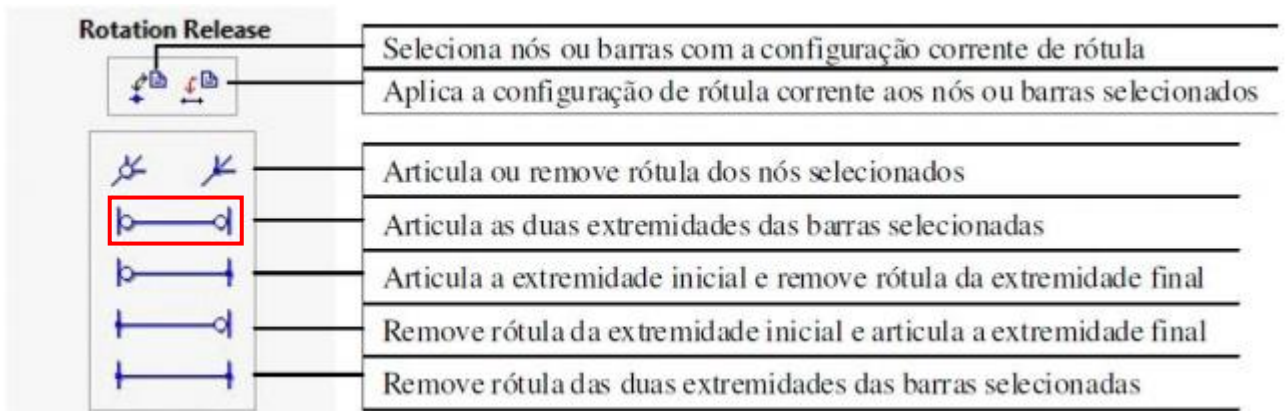 Rotation Release
Seleciona nós ou barras com a configuração corrente de rótula
Aplica a configuração de rótula corrente aos nós ou barras selecionados
Articula ou remove rótula dos nós selecionados
Articula as duas extremidades das barras selecionadas
Articula a extremidade inicial e remove rótula da extremidade final
Remove rótula da extremidade inicial e articula a extremidade final
Remove rótula das duas extremidades das barras selecionadas